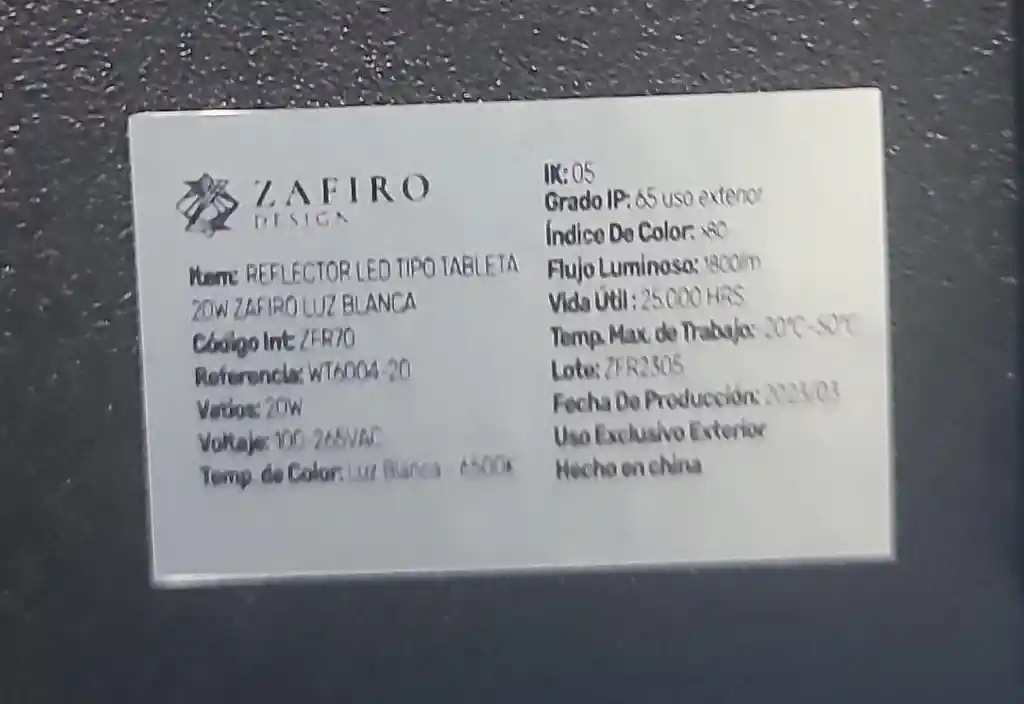 ZAFIRO
DESIGN
Item: REFLECTOR LED TIPO TABLETA
20W ZAFIRO LUZ BLANCA
Código Int: ZFR70
Referencia: WT6004-20
Vatios: 20W
Voltaje: 100-265VAC
Temp. de Color: Luz Blanca - 6500K
IK: 05
Grado IP: 65 uso exterior
Índice De Color: >80
Flujo Luminoso: 1800lm
Vida Útil : 25.000 HRS
Temp. Max. de Trabajo: -20°C -50°C
Lote: ZFR2305
Fecha De Producción: 2023/03
Uso Exclusivo Exterior
Hecho en china